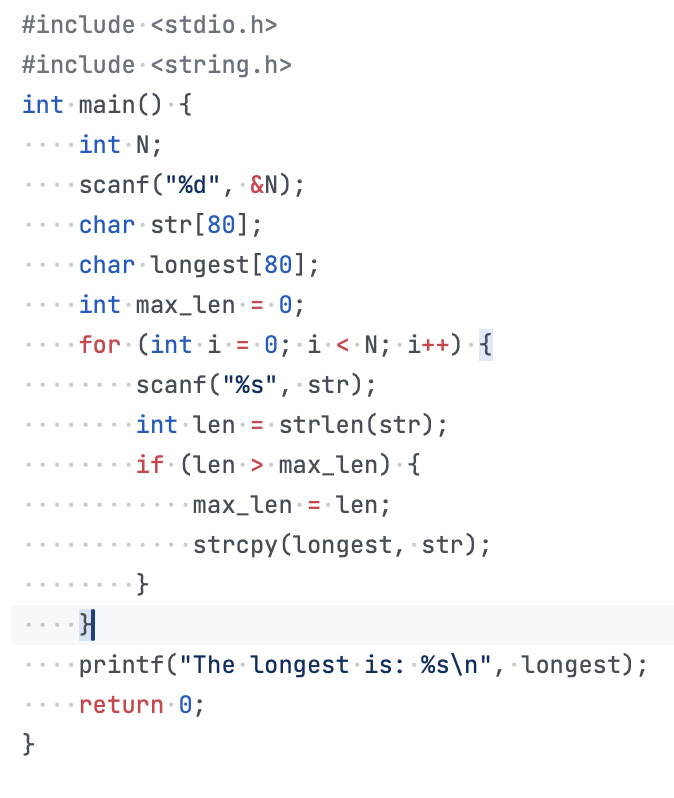 #include <stdio.h>
#include <string.h>
int main() {
    int N;
    scanf("%d", &N);
    char str[80];
    char longest[80];
    int max_len = 0;
    for (int i = 0; i < N; i++) {
        scanf("%s", str);
        int len = strlen(str);
        if (len > max_len) {
            max_len = len;
            strcpy(longest, str);
        }
    }
    printf("The longest is: %s\n", longest);
    return 0;
}